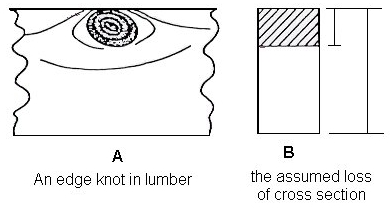 A
An edge knot in lumber
B
the assumed loss
of cross section